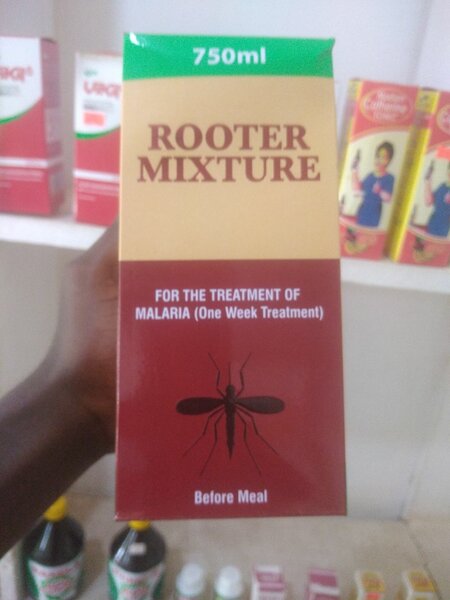 750ml
ROOTER
MIXTURE
FOR THE TREATMENT OF
MALARIA (One Week Treatment)
Before Meal